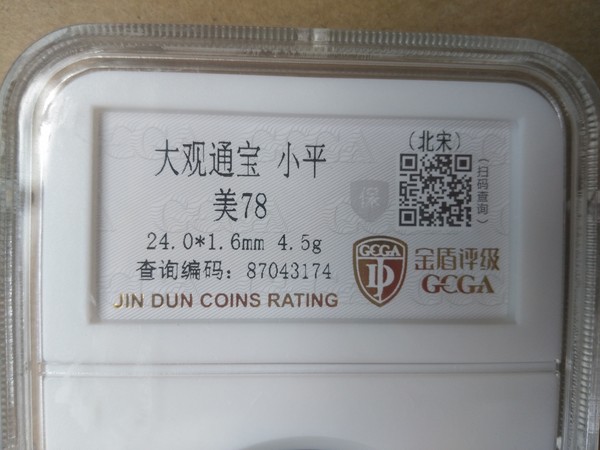 大观通宝 小平
美78
24.0*1.6mm 4.5g
查询编码：87043174
JIN DUN COINS RATING
(北宋)
(扫码查询)
保
GCGA
金盾评级
GCGA